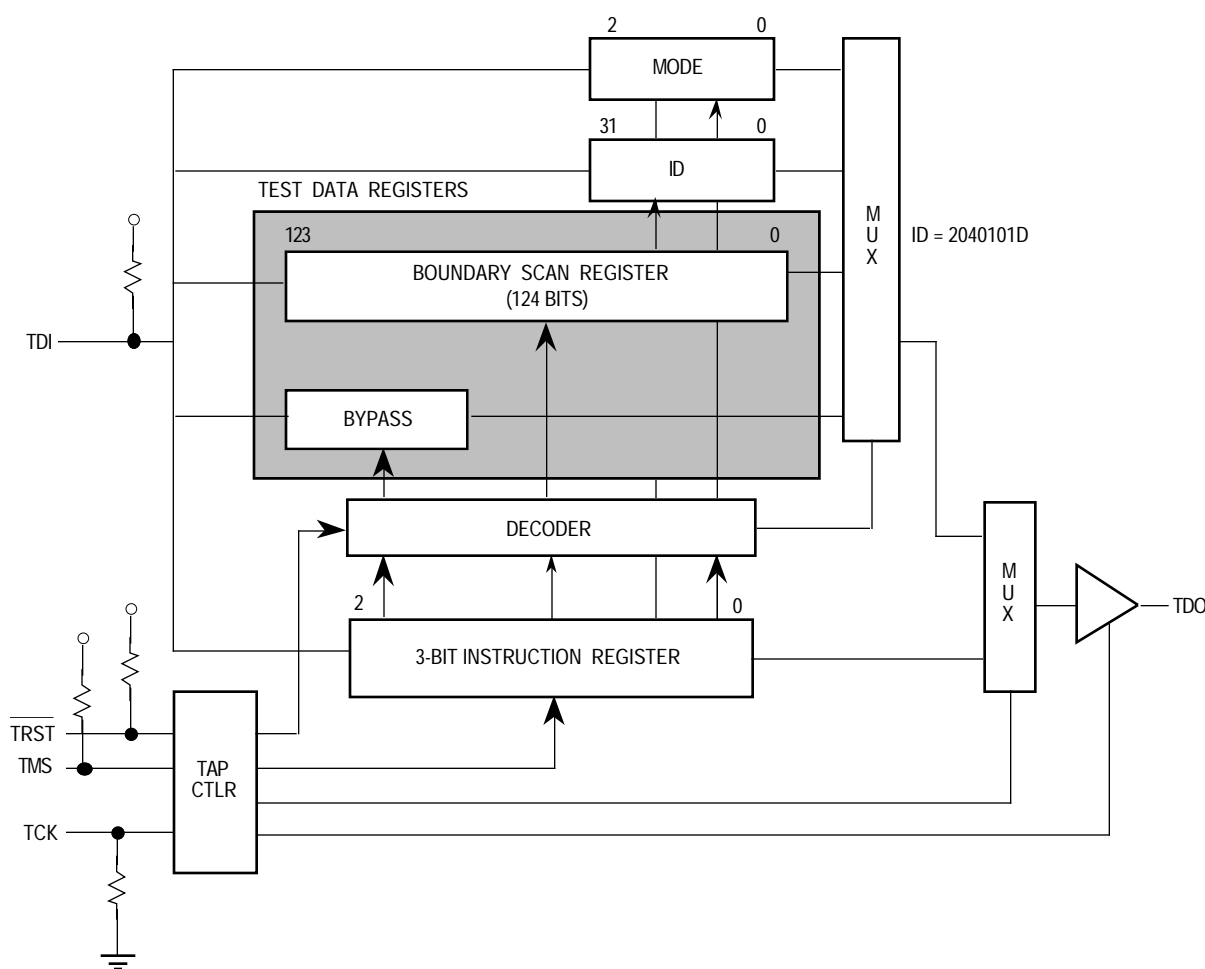 2 0
MODE
31 0
ID
TEST DATA REGISTERS
123 0
BOUNDARY SCAN REGISTER
(124 BITS)
M
U
X
ID = 2040101D
TDI
BYPASS
DECODER
2 0
3-BIT INSTRUCTION REGISTER
M
U
X
TDO
TRST
TMS
TCK
TAP
CTLR